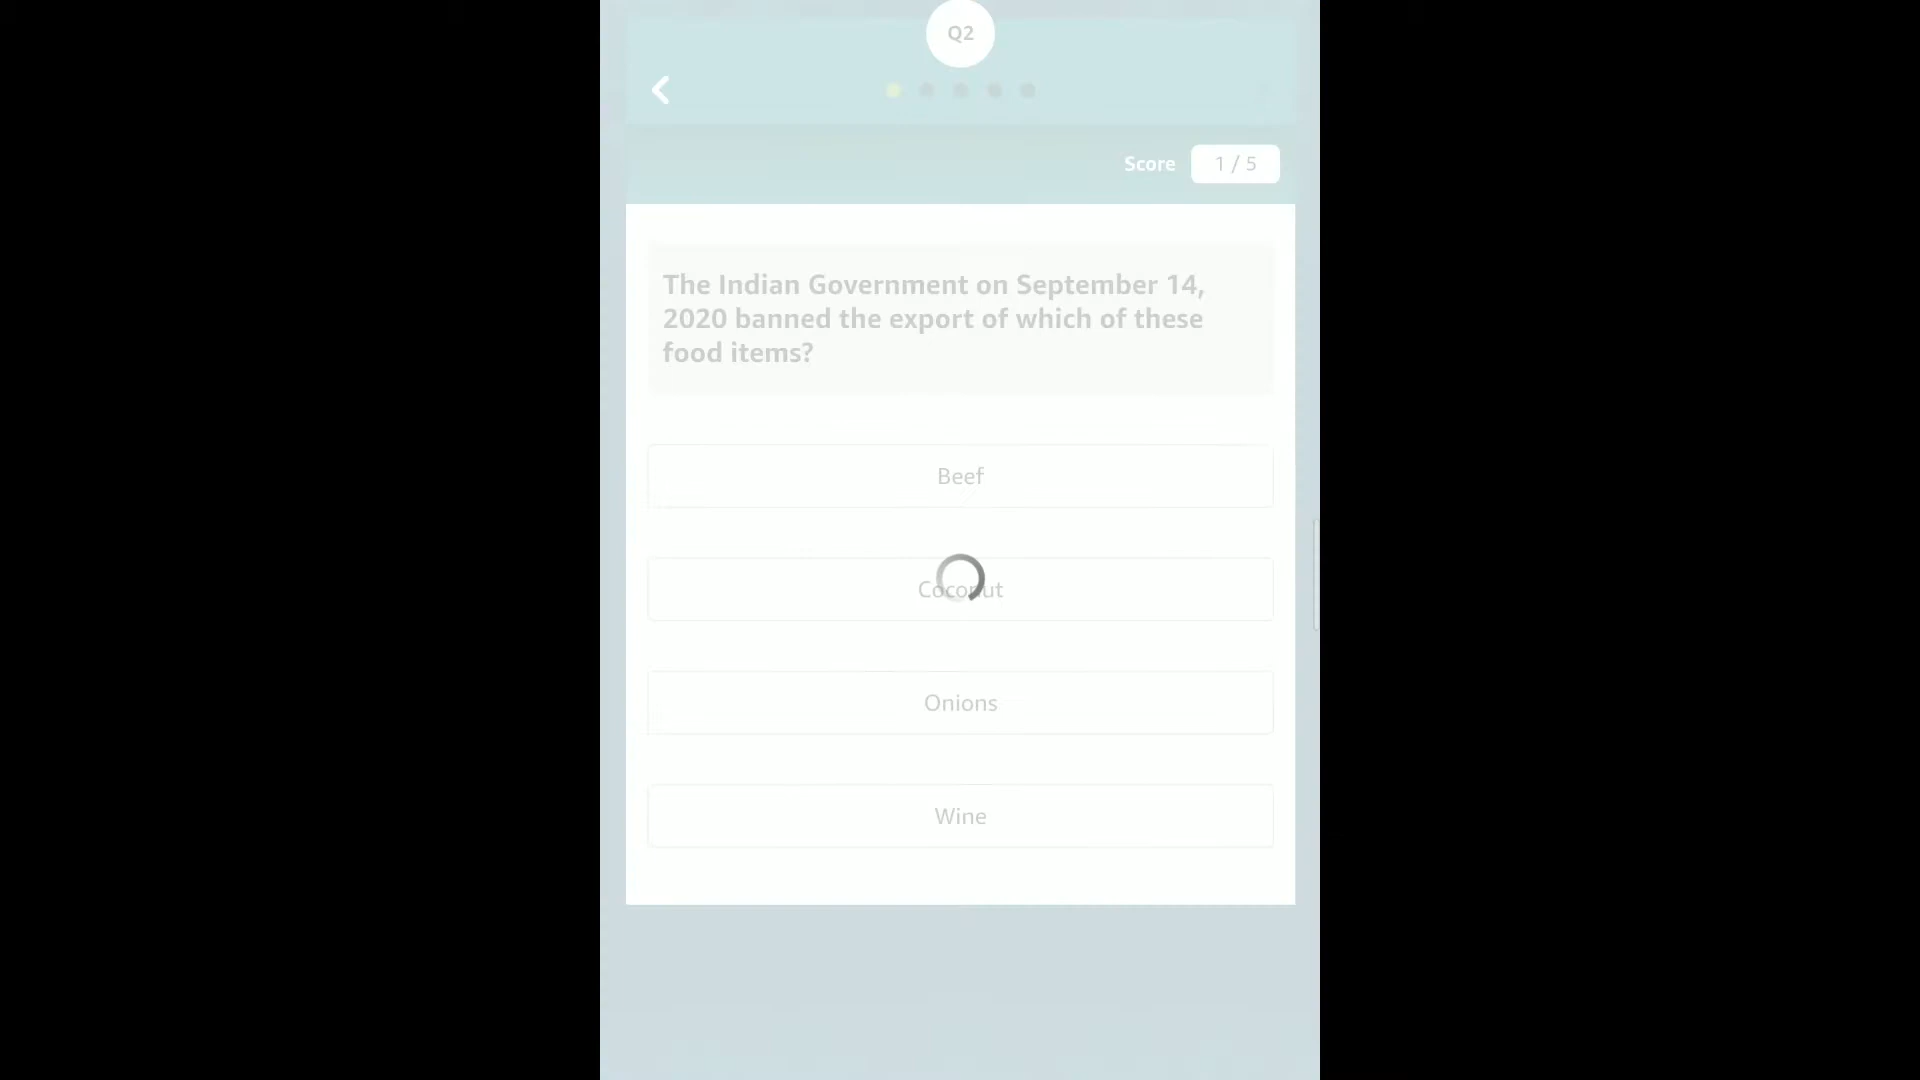 Q2
Score 1 / 5
The Indian Government on September 14,
2020 banned the export of which of these
food items?
Beef
Coconut
Onions
Wine